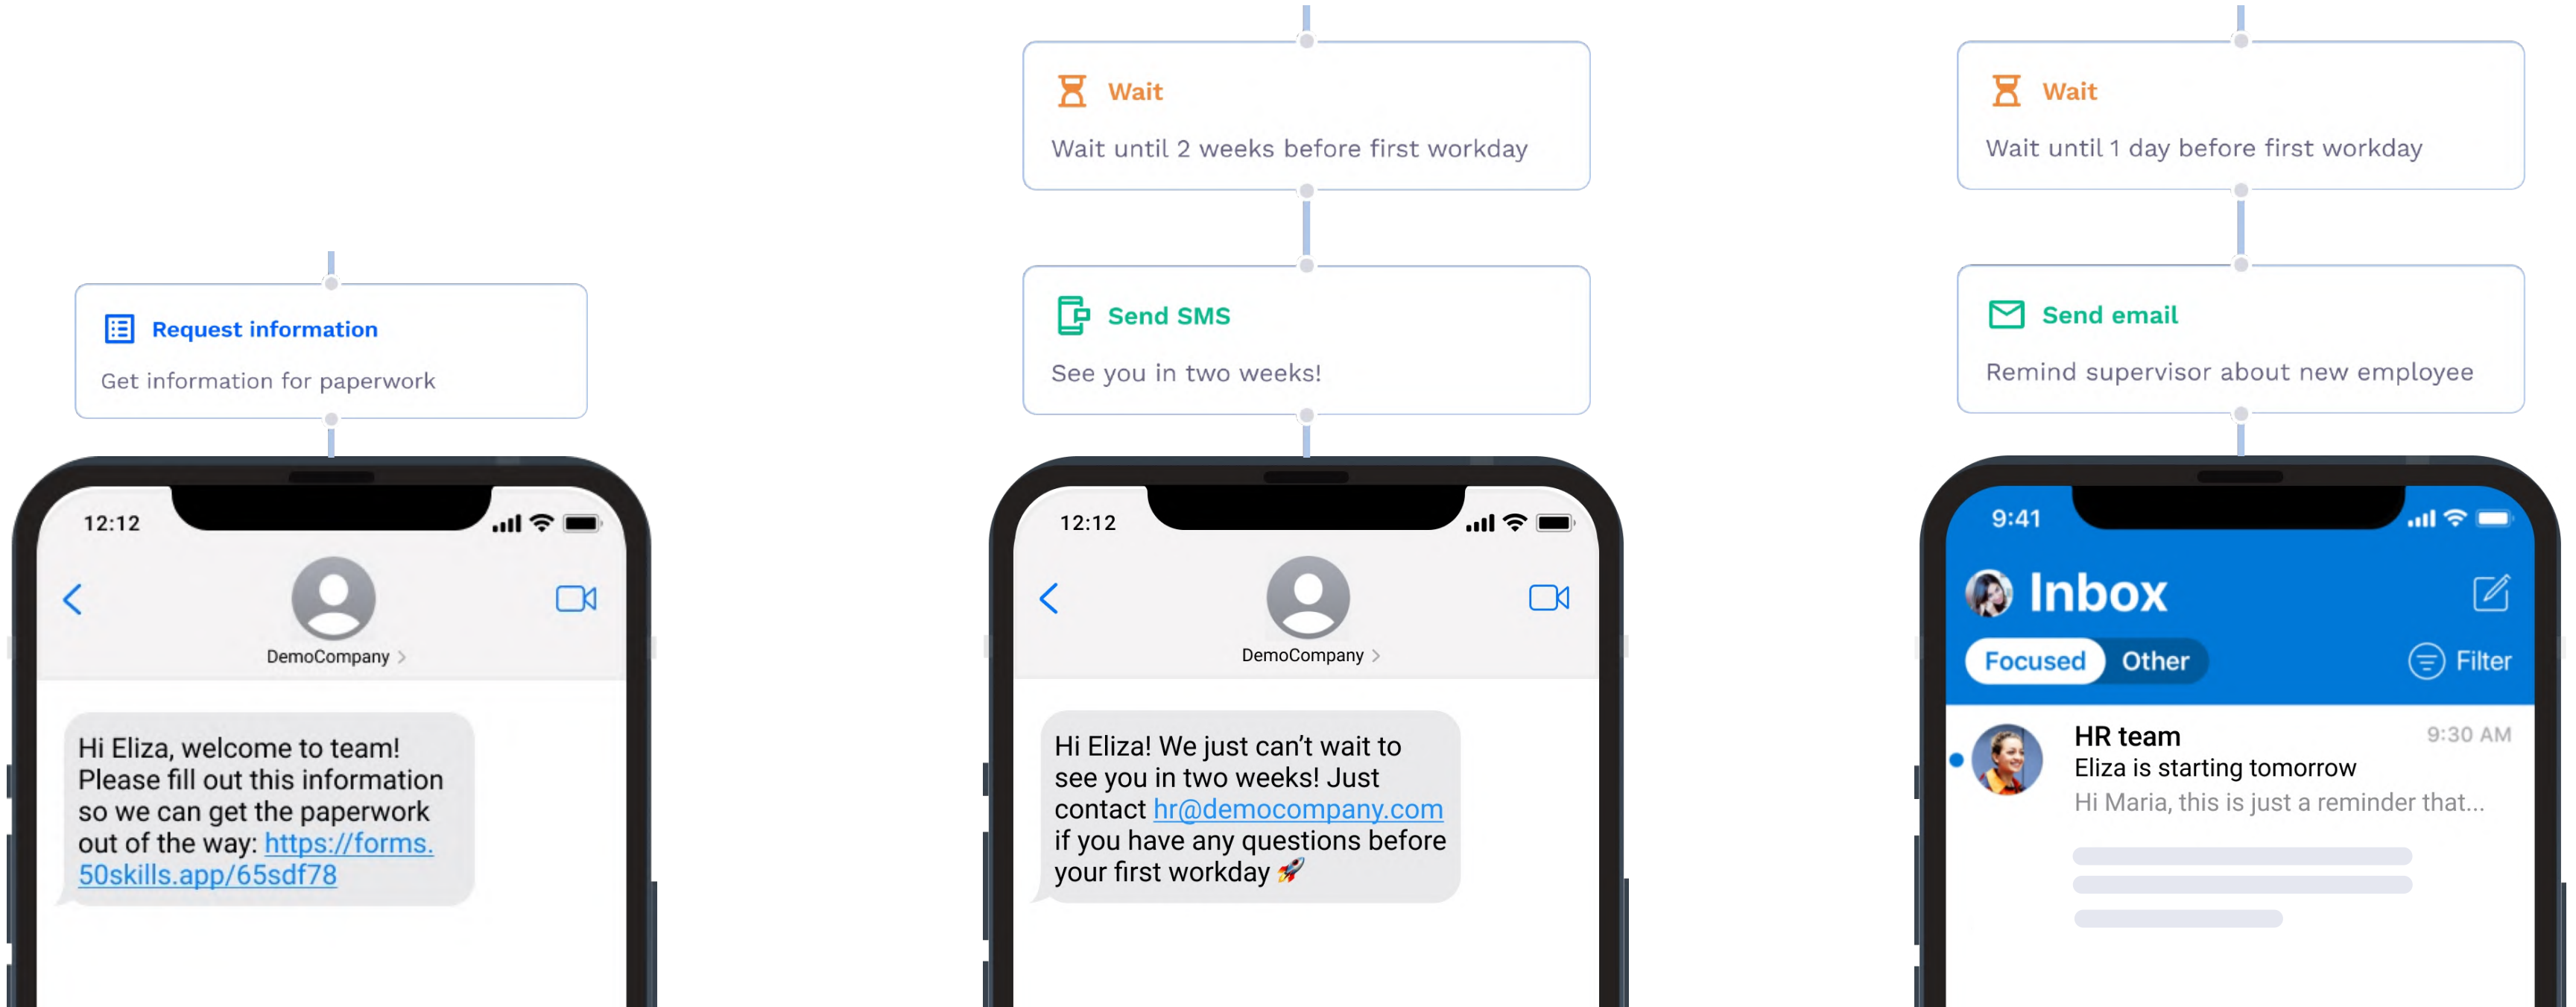 Request information
Get information for paperwork
12:12
DemoCompany
Hi Eliza, welcome to team!
Please fill out this information
so we can get the paperwork
out of the way: https://forms.
50skills.app/65sdf78
Wait
Wait until 2 weeks before first workday
Send SMS
See you in two weeks!
12:12
DemoCompany
Hi Eliza! We just can’t wait to
see you in two weeks! Just
contact hr@democompany.com
if you have any questions before
your first workday 🚀
Wait
Wait until 1 day before first workday
Send email
Remind supervisor about new employee
9:41
Inbox
Focused Other Filter
HR team 9:30 AM
Eliza is starting tomorrow
Hi Maria, this is just a reminder that...